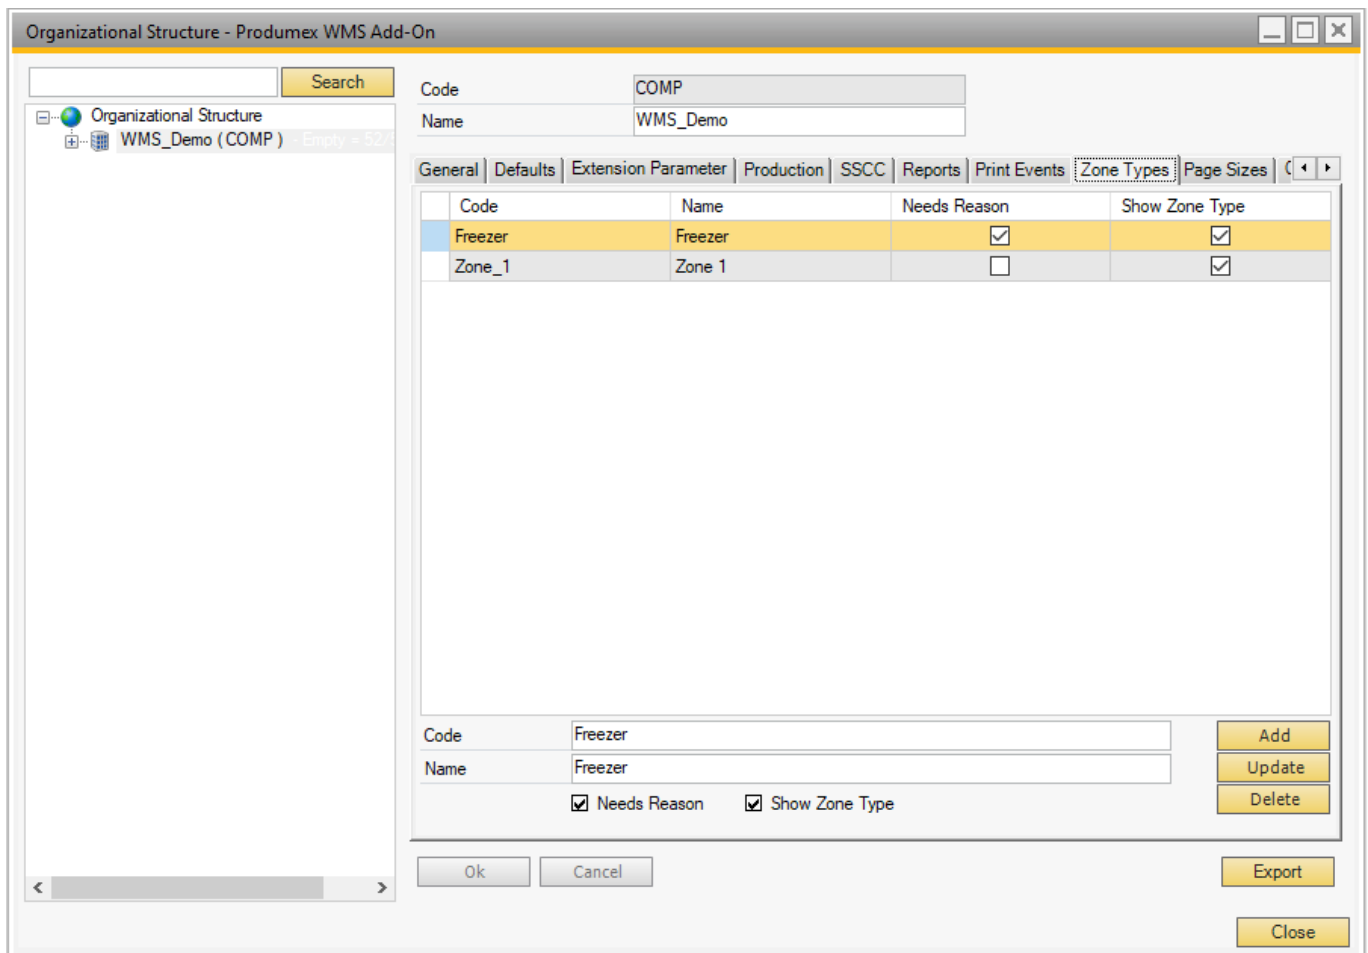 Organizational Structure - Produmex WMS Add-On
Search
Organizational Structure
WMS_Demo ( COMP ) - Empty = 52/
Code COMP
Name WMS_Demo
General Defaults Extension Parameter Production SSCC Reports Print Events Zone Types Page Sizes
Code Name Needs Reason Show Zone Type
Freezer Freezer
Zone_1 Zone 1
Code Freezer Add
Name Freezer Update
Needs Reason Show Zone Type Delete
Ok Cancel Export
Close